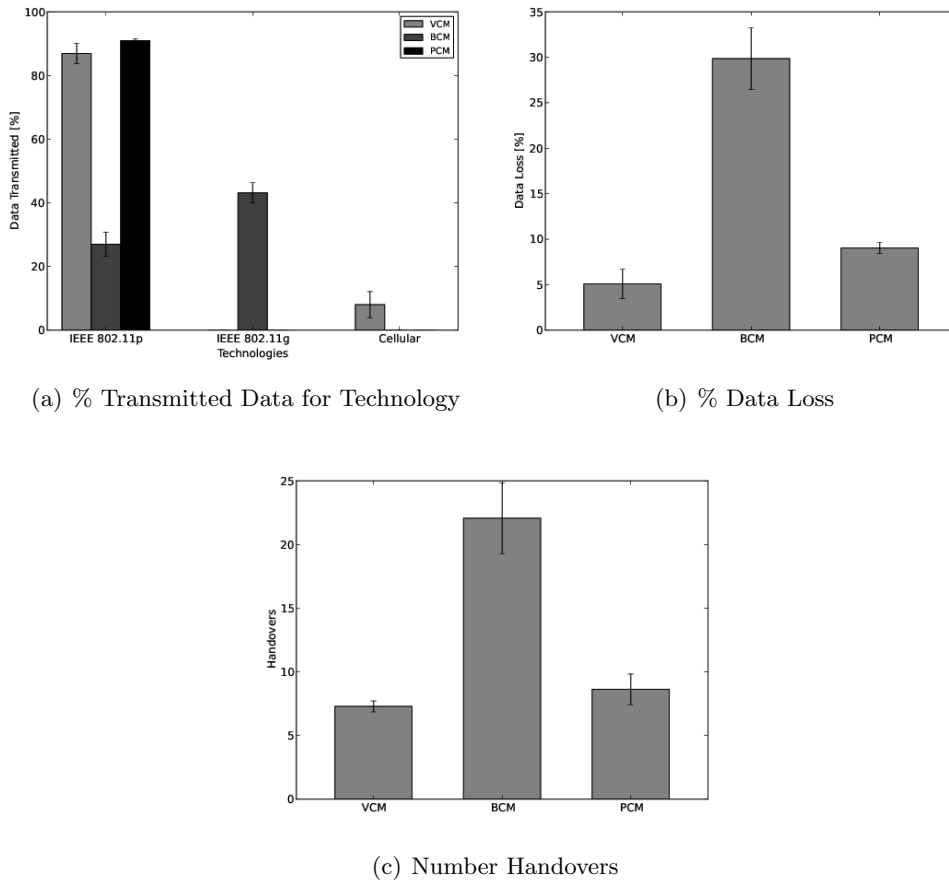 100
80
60
40
20
0
Data Transmitted [%]
VCM
BCM
PCM
IEEE 802.11p
IEEE 802.11g
Cellular
Technologies
(a) % Transmitted Data for Technology
35
30
25
20
15
10
5
0
Data Loss [%]
VCM
BCM
PCM
(b) % Data Loss
25
20
15
10
5
0
Handovers
VCM
BCM
PCM
(c) Number Handovers